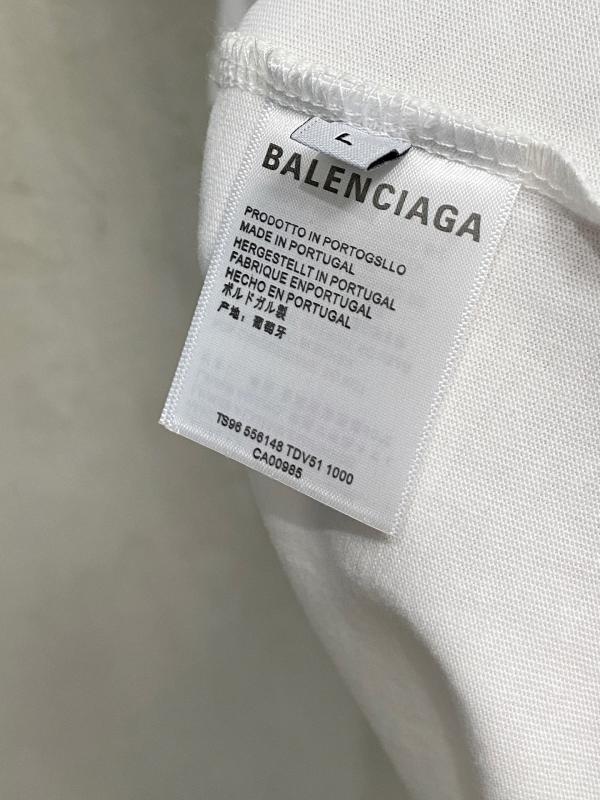 BALENCIAGA
PRODOTTO IN PORTOGSLLO
MADE IN PORTUGAL
HERGESTELLT IN PORTUGAL
FABRIQUE ENPORTUGAL
HECHO EN PORTUGAL
ポルドガル製
产地：葡萄牙
TS96 556148 TDV51 1000
CA00985